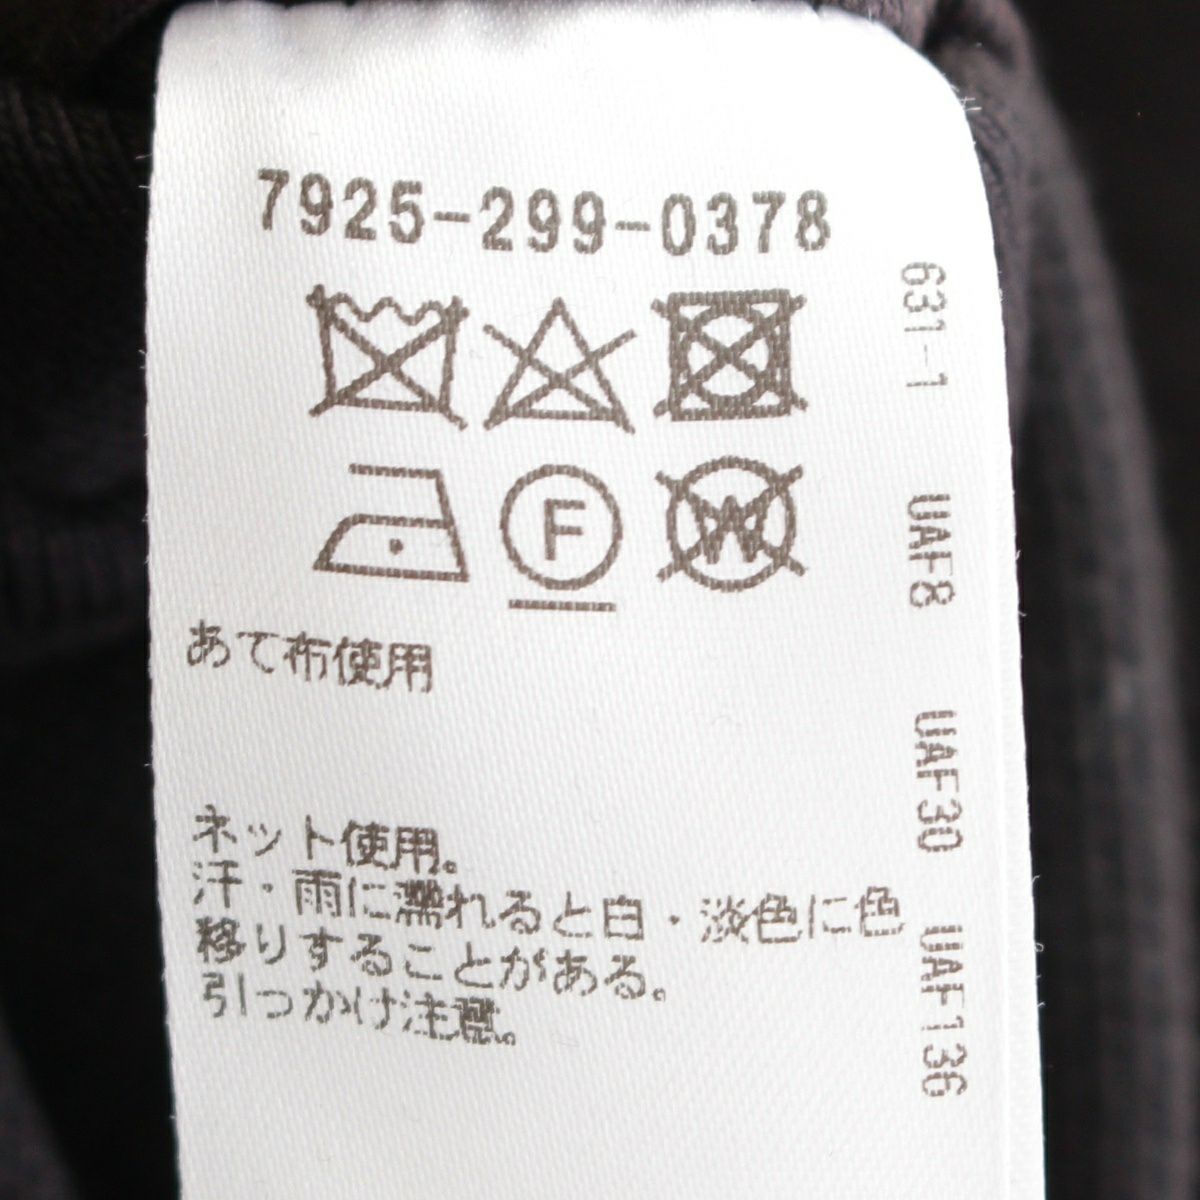 7925-299-0378
F
W
あて布使用
ネット使用。
汗・雨に濡れると白・淡色に色
移りすることがある。
引っかけ注意。
631-1 UAF8 UAF30 UAF136